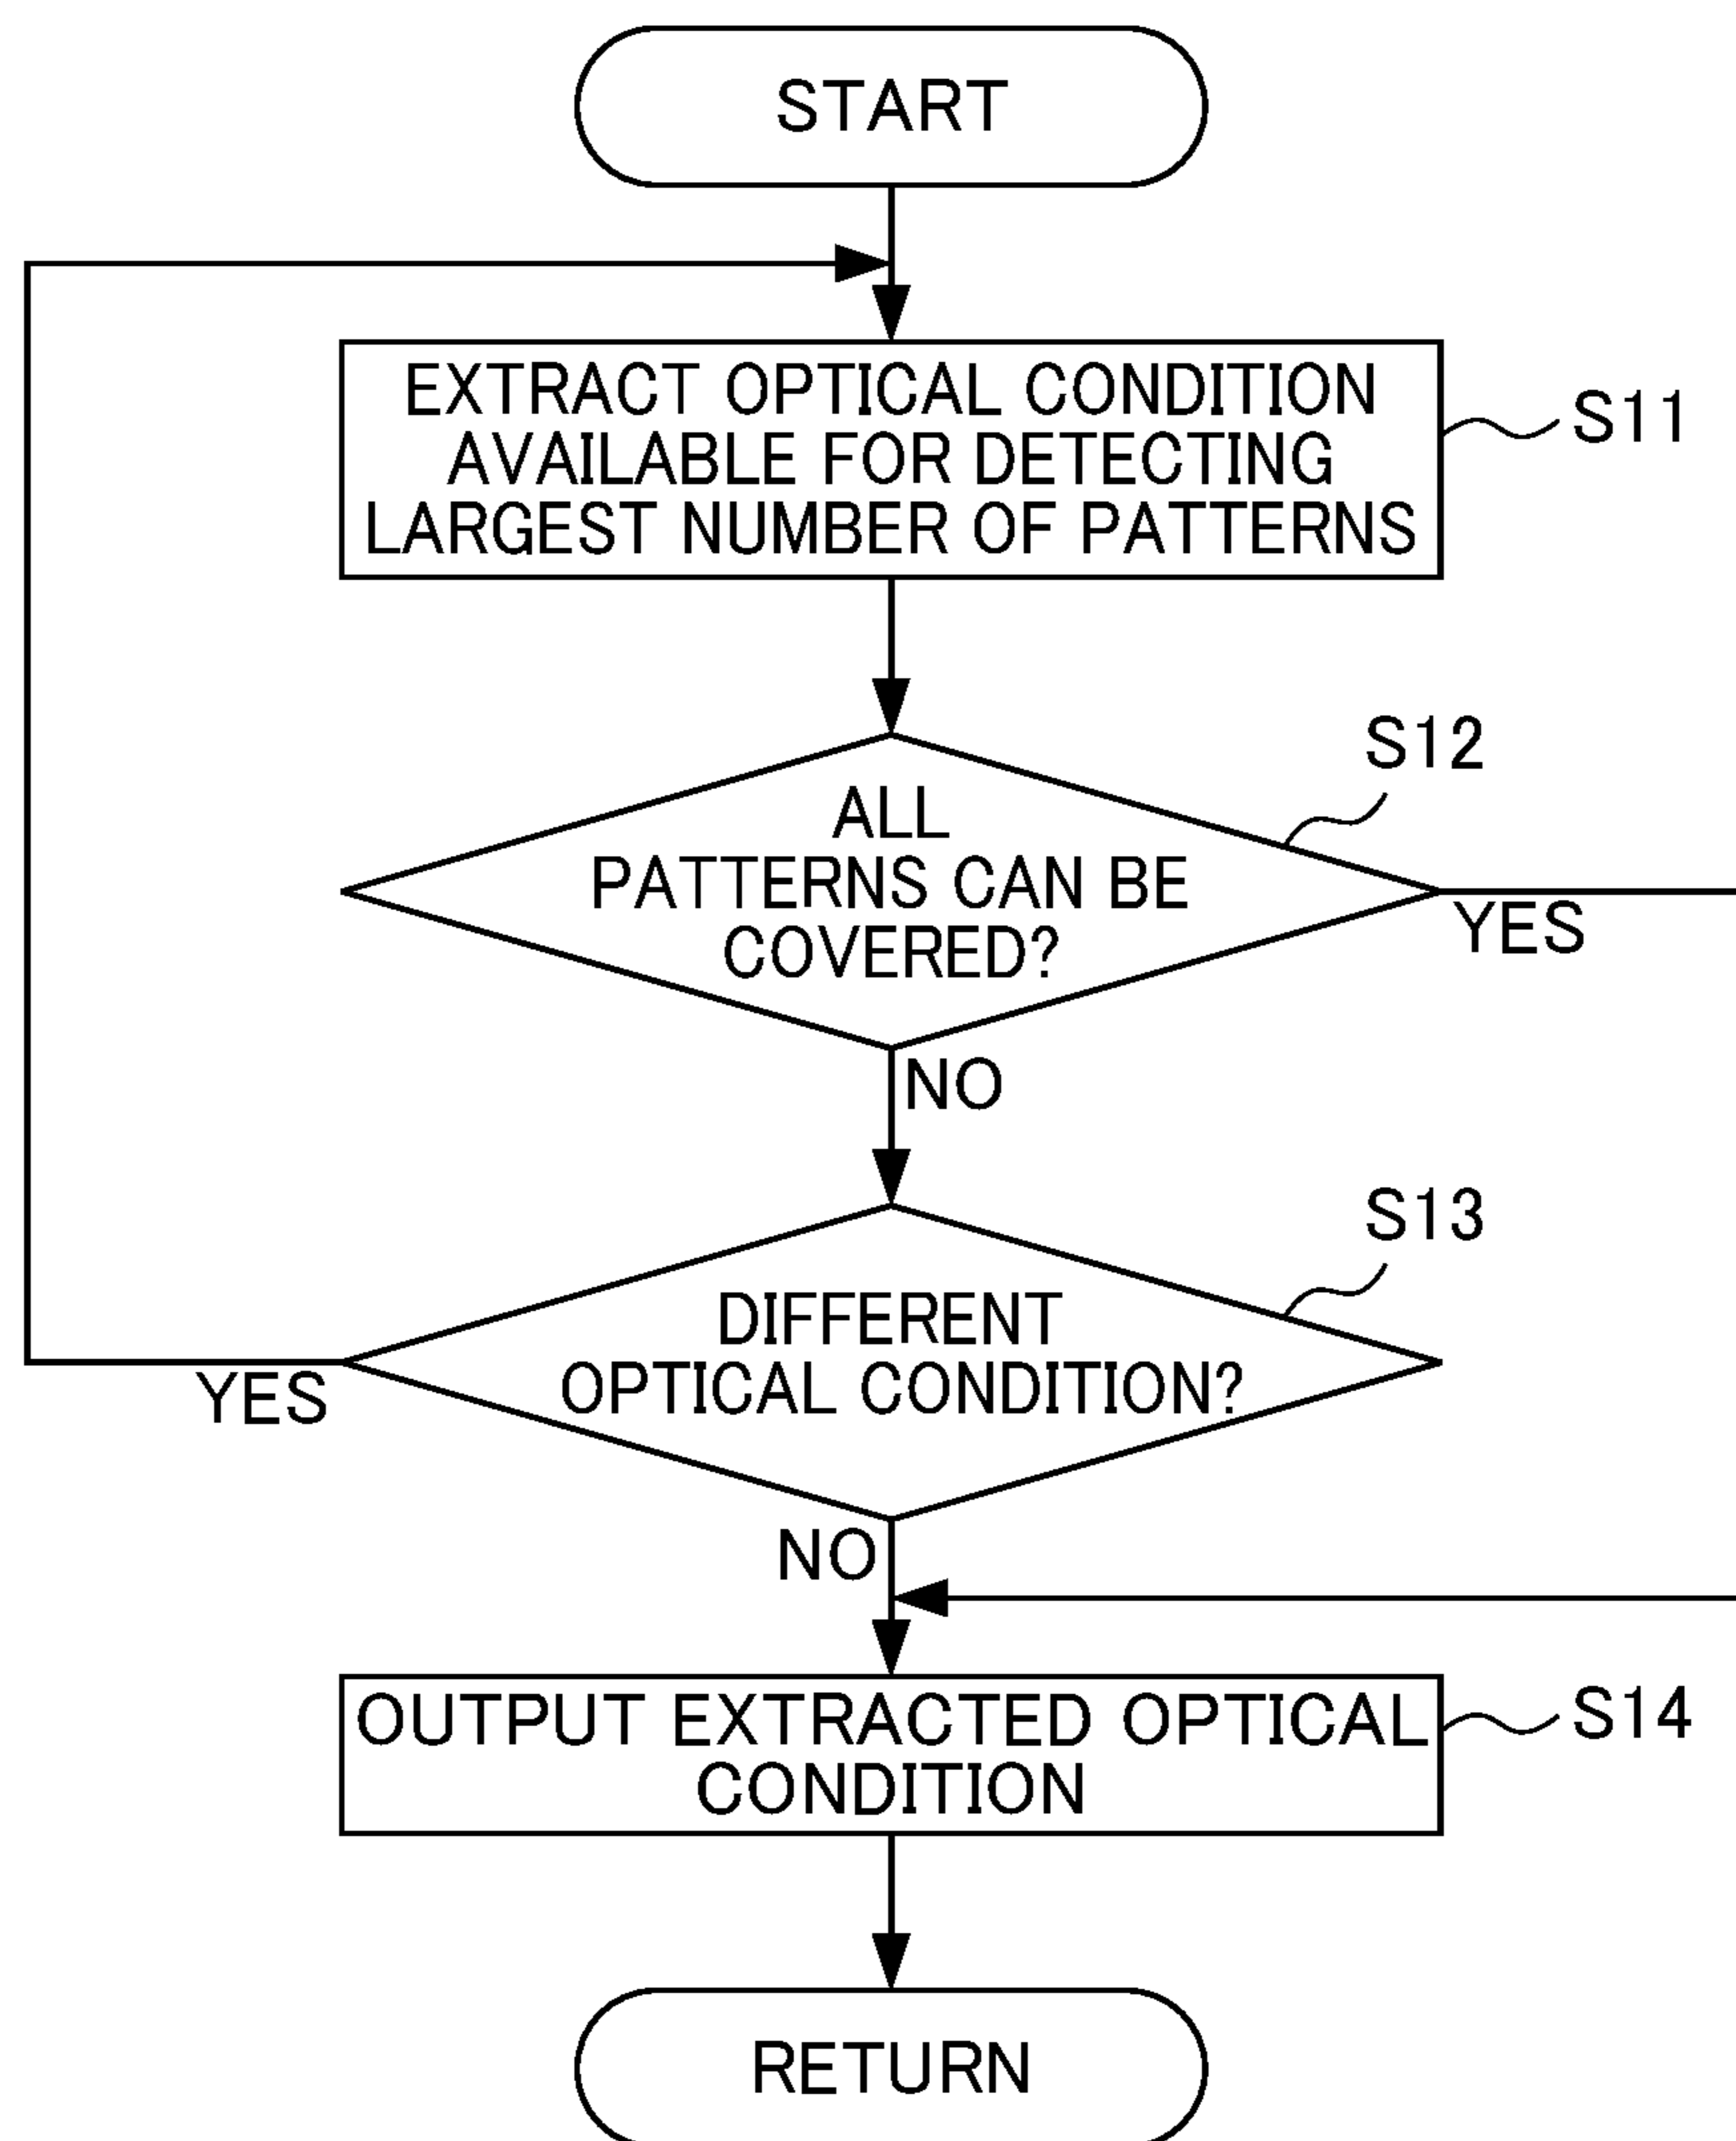 START
EXTRACT OPTICAL CONDITION
AVAILABLE FOR DETECTING
LARGEST NUMBER OF PATTERNS
S11
S12
ALL
PATTERNS CAN BE
COVERED?
YES
NO
S13
DIFFERENT
OPTICAL CONDITION?
YES
NO
OUTPUT EXTRACTED OPTICAL
CONDITION
S14
RETURN